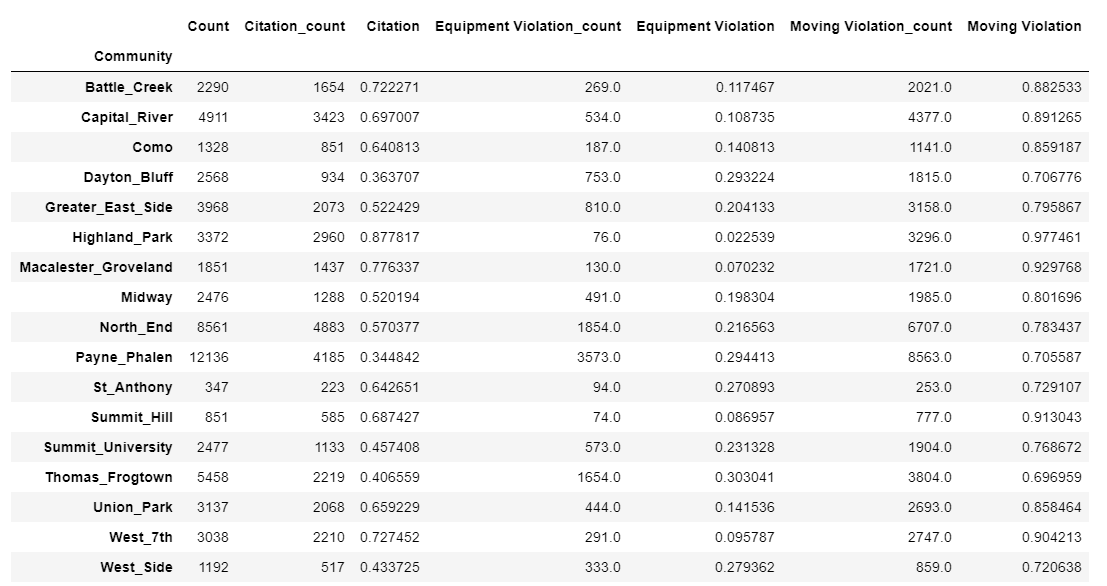 Count Citation_count Citation Equipment Violation_count Equipment Violation Moving Violation_count Moving Violation
Community
Battle_Creek 2290 1654 0.722271 269.0 0.117467 2021.0 0.882533
Capital_River 4911 3423 0.697007 534.0 0.108735 4377.0 0.891265
Como 1328 851 0.640813 187.0 0.140813 1141.0 0.859187
Dayton_Bluff 2568 934 0.363707 753.0 0.293224 1815.0 0.706776
Greater_East_Side 3968 2073 0.522429 810.0 0.204133 3158.0 0.795867
Highland_Park 3372 2960 0.877817 76.0 0.022539 3296.0 0.977461
Macalester_Groveland 1851 1437 0.776337 130.0 0.070232 1721.0 0.929768
Midway 2476 1288 0.520194 491.0 0.198304 1985.0 0.801696
North_End 8561 4883 0.570377 1854.0 0.216563 6707.0 0.783437
Payne_Phalen 12136 4185 0.344842 3573.0 0.294413 8563.0 0.705587
St_Anthony 347 223 0.642651 94.0 0.270893 253.0 0.729107
Summit_Hill 851 585 0.687427 74.0 0.086957 777.0 0.913043
Summit_University 2477 1133 0.457408 573.0 0.231328 1904.0 0.768672
Thomas_Frogtown 5458 2219 0.406559 1654.0 0.303041 3804.0 0.696959
Union_Park 3137 2068 0.659229 444.0 0.141536 2693.0 0.858464
West_7th 3038 2210 0.727452 291.0 0.095787 2747.0 0.904213
West_Side 1192 517 0.433725 333.0 0.279362 859.0 0.720638